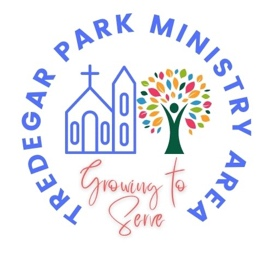 TREDEGAR PARK MINISTRY AREA
Growing to
Serve